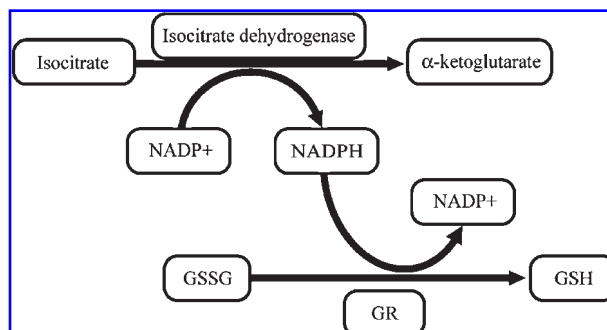 Isocitrate dehydrogenase
Isocitrate
α-ketoglutarate
NADP+
NADPH
NADP+
GSSG
GSH
GR